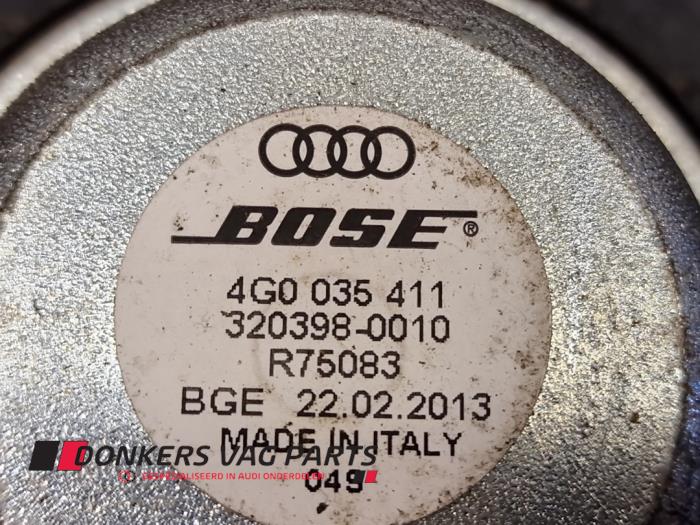 BOSE®
4G0 035 411
320398-0010
R75083
BGE 22.02.2013
MADE IN ITALY
DONKERS VAG PARTS
GESPECIALISEERD IN AUDI ONDERDELEN
049